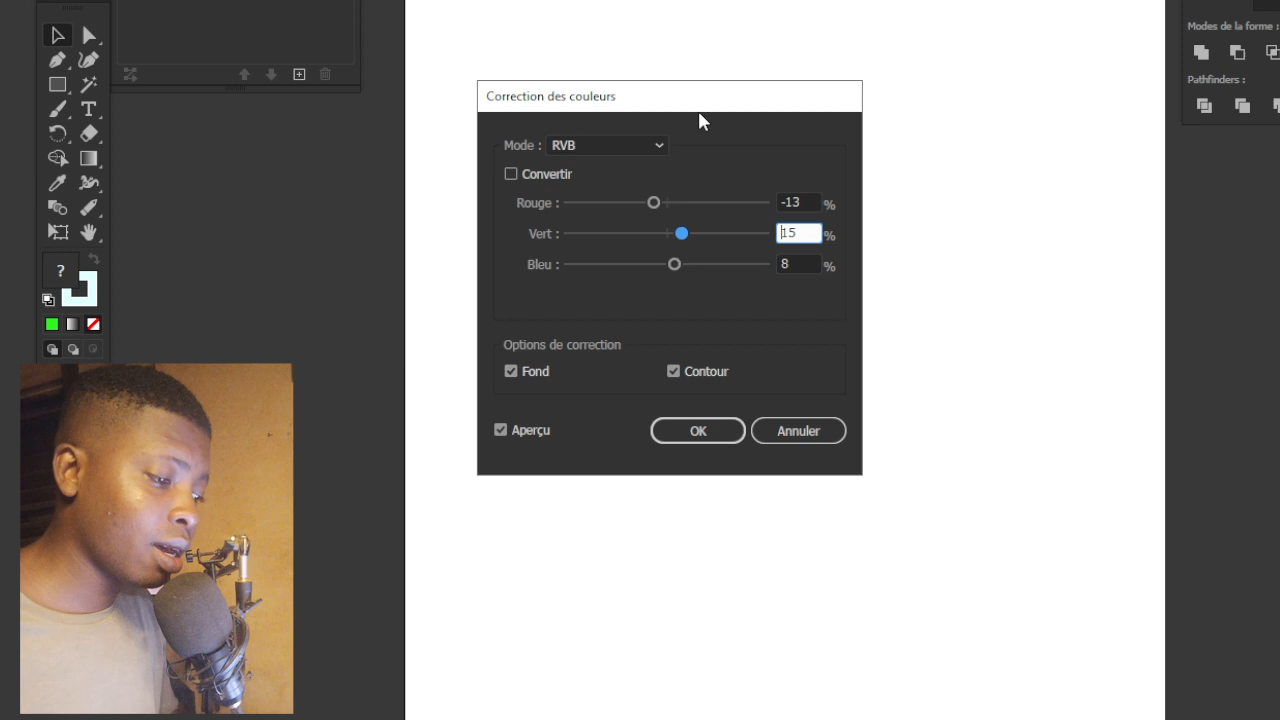 Modes de la forme :
Pathfinders :
Correction des couleurs
Mode : RVB
Convertir
Rouge : -13 %
Vert : 15 %
Bleu : 8 %
Options de correction
Fond
Contour
Aperçu
OK
Annuler
T
?